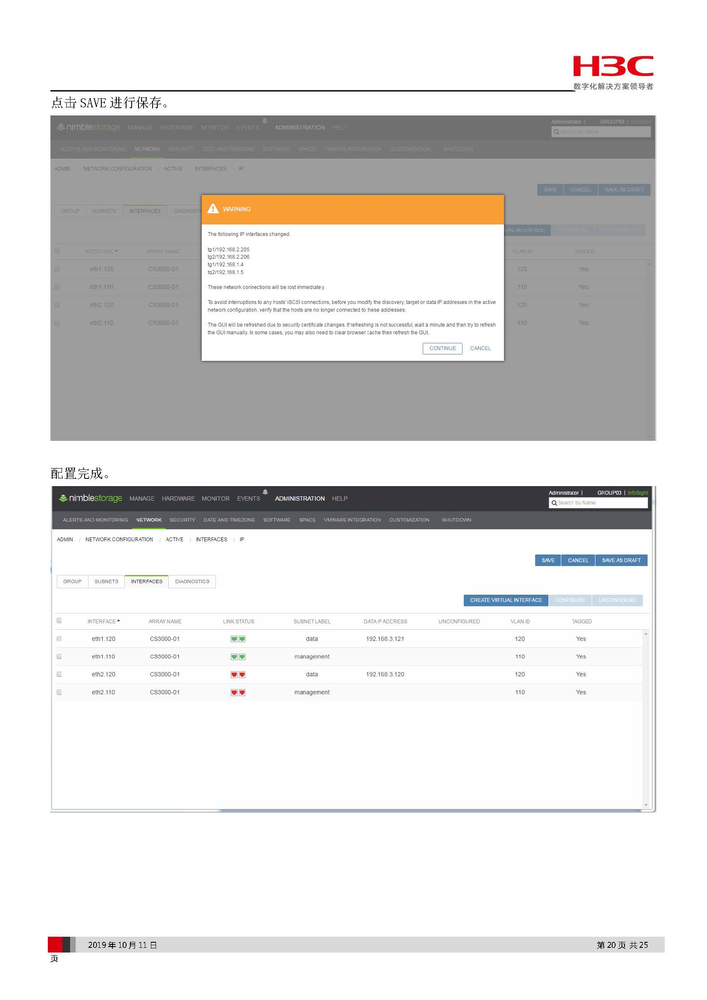 H3C
数字化解决方案领导者
点击 SAVE 进行保存。
nimblestorage MANAGE HARDWARE MONITOR EVENTS ADMINISTRATION HELP
Administrator | GROUP03 | InfoSight
Search by Name
ALERTS AND MONITORING NETWORK SECURITY DATE AND TIMEZONE SOFTWARE SPACE VMWARE INTEGRATION CUSTOMIZATION SHUTDOWN
ADMIN / NETWORK CONFIGURATION / ACTIVE / INTERFACES / IP
SAVE CANCEL SAVE AS DRAFT
GROUP SUBNETS INTERFACES DIAGNOSTI
UAL INTERFACE CONFIGURE UNCONFIGURE
INTERFACE ARRAY NAME VLAN ID TAGGED
eth1.120 CS3000-01 120 Yes
eth1.110 CS3000-01 110 Yes
eth2.120 CS3000-01 120 Yes
eth2.110 CS3000-01 110 Yes
WARNING
The following IP interfaces changed.
tg1/192.168.2.205
tg2/192.168.2.206
tg1/192.168.1.4
tg2/192.168.1.5
These network connections will be lost immediately.
To avoid interruptions to any hosts' iSCSI connections, before you modify the discovery, target or data IP addresses in the active
network configuration, verify that the hosts are no longer connected to these addresses.
The GUI will be refreshed due to security certificate changes. If refreshing is not successful, wait a minute and then try to refresh
the GUI manually. In some cases, you may also need to clear browser cache then refresh the GUI.
CONTINUE CANCEL
配置完成。
nimblestorage MANAGE HARDWARE MONITOR EVENTS ADMINISTRATION HELP
Administrator | GROUP03 | InfoSight
Search by Name
ALERTS AND MONITORING NETWORK SECURITY DATE AND TIMEZONE SOFTWARE SPACE VMWARE INTEGRATION CUSTOMIZATION SHUTDOWN
ADMIN / NETWORK CONFIGURATION / ACTIVE / INTERFACES / IP
SAVE CANCEL SAVE AS DRAFT
GROUP SUBNETS INTERFACES DIAGNOSTICS
CREATE VIRTUAL INTERFACE CONFIGURE UNCONFIGURE
INTERFACE ARRAY NAME LINK STATUS SUBNET LABEL DATA IP ADDRESS UNCONFIGURED VLAN ID TAGGED
eth1.120 CS3000-01 data 192.168.3.121 120 Yes
eth1.110 CS3000-01 management 110 Yes
eth2.120 CS3000-01 data 192.168.3.120 120 Yes
eth2.110 CS3000-01 management 110 Yes
2019 年 10 月 11 日 第 20 页 共 25
页